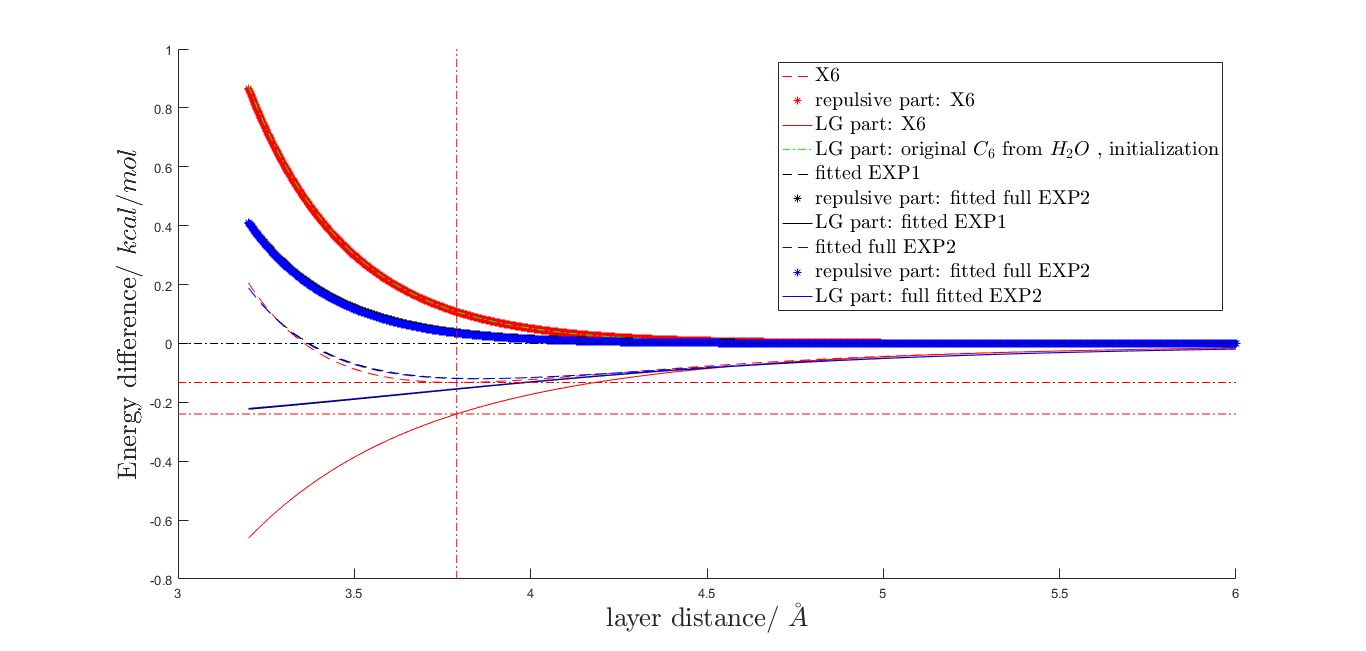 1
0.8
0.6
0.4
0.2
0
-0.2
-0.4
-0.6
-0.8
Energy difference/ kcal/mol
X6
repulsive part: X6
LG part: X6
LG part: original C₆ from H₂O , initialization
fitted EXP1
repulsive part: fitted full EXP2
LG part: fitted EXP1
fitted full EXP2
repulsive part: fitted full EXP2
LG part: full fitted EXP2
3 3.5 4 4.5 5 5.5 6
layer distance/ Å